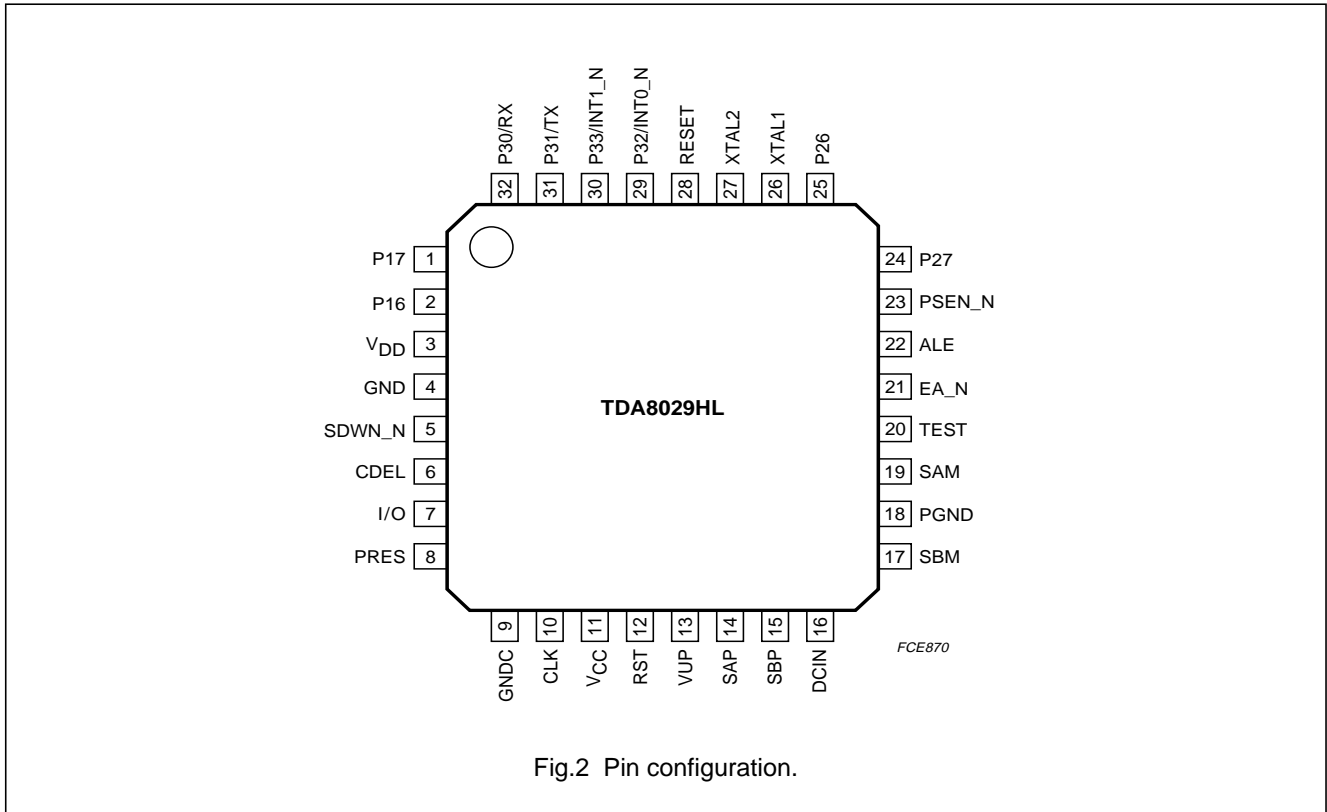 P30/RX
P31/TX
P33/INT1_N
P32/INT0_N
RESET
XTAL2
XTAL1
P26
32
31
30
29
28
27
26
25
P17 1
P16 2
VDD 3
GND 4
SDWN_N 5
CDEL 6
I/O 7
PRES 8
TDA8029HL
24 P27
23 PSEN_N
22 ALE
21 EA_N
20 TEST
19 SAM
18 PGND
17 SBM
9
10
11
12
13
14
15
16
GNDC
CLK
VCC
RST
VUP
SAP
SBP
DCIN
FCE870
Fig.2 Pin configuration.